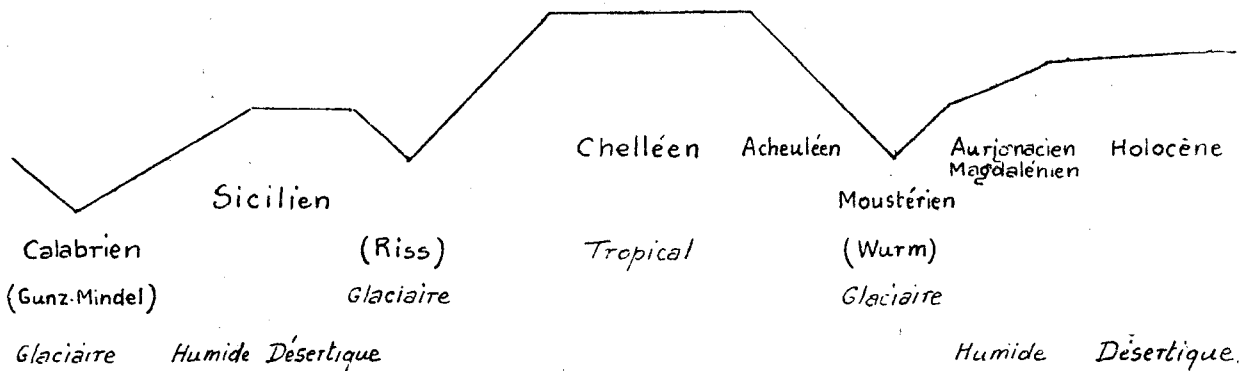 Chelléen Acheuléen Aurignacien Holocène
Magdalénien
Sicilien Moustérien
Calabrien (Riss) Tropical (Wurm)
(Gunz-Mindel) Glaciaire Glaciaire
Glaciaire Humide Désertique Humide Désertique.